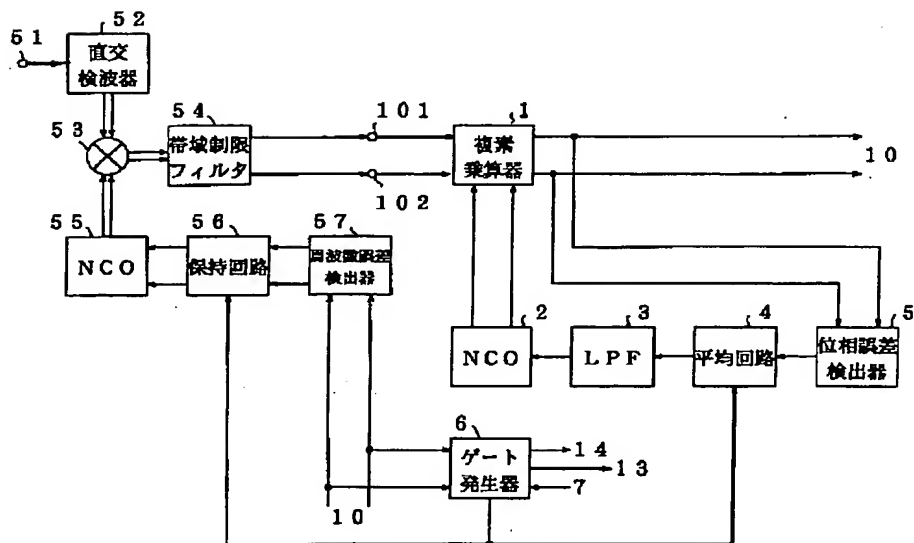 51
52
直交
検波器
53
54
帯域制限
フィルタ
101
102
1
複素
乗算器
10
55
NCO
56
保持回路
57
周波数誤差
検出器
2
NCO
3
LPF
4
平均回路
5
位相誤差
検出器
6
ゲート
発生器
14
13
7
10